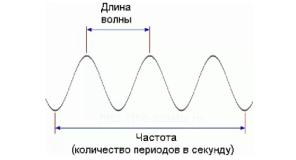 Длина
волны
Частота
(количество периодов в секунду)